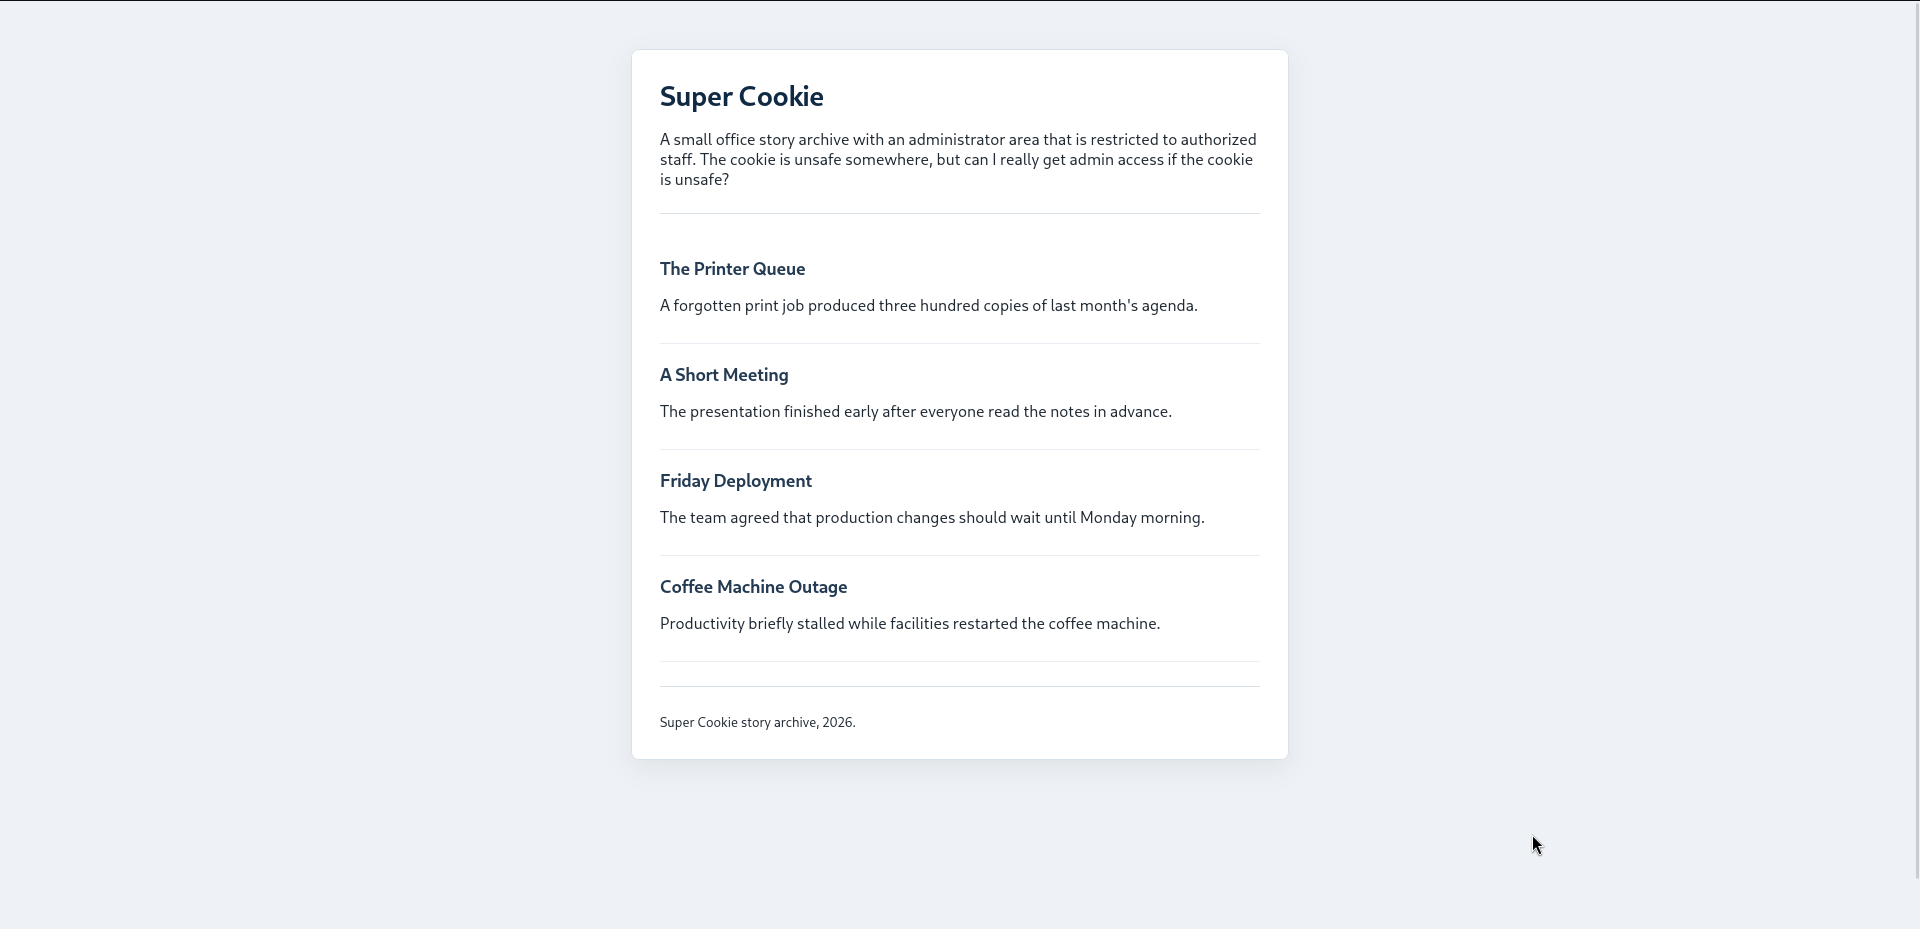 Super Cookie
A small office story archive with an administrator area that is restricted to authorized
staff. The cookie is unsafe somewhere, but can I really get admin access if the cookie
is unsafe?
The Printer Queue
A forgotten print job produced three hundred copies of last month's agenda.
A Short Meeting
The presentation finished early after everyone read the notes in advance.
Friday Deployment
The team agreed that production changes should wait until Monday morning.
Coffee Machine Outage
Productivity briefly stalled while facilities restarted the coffee machine.
Super Cookie story archive, 2026.